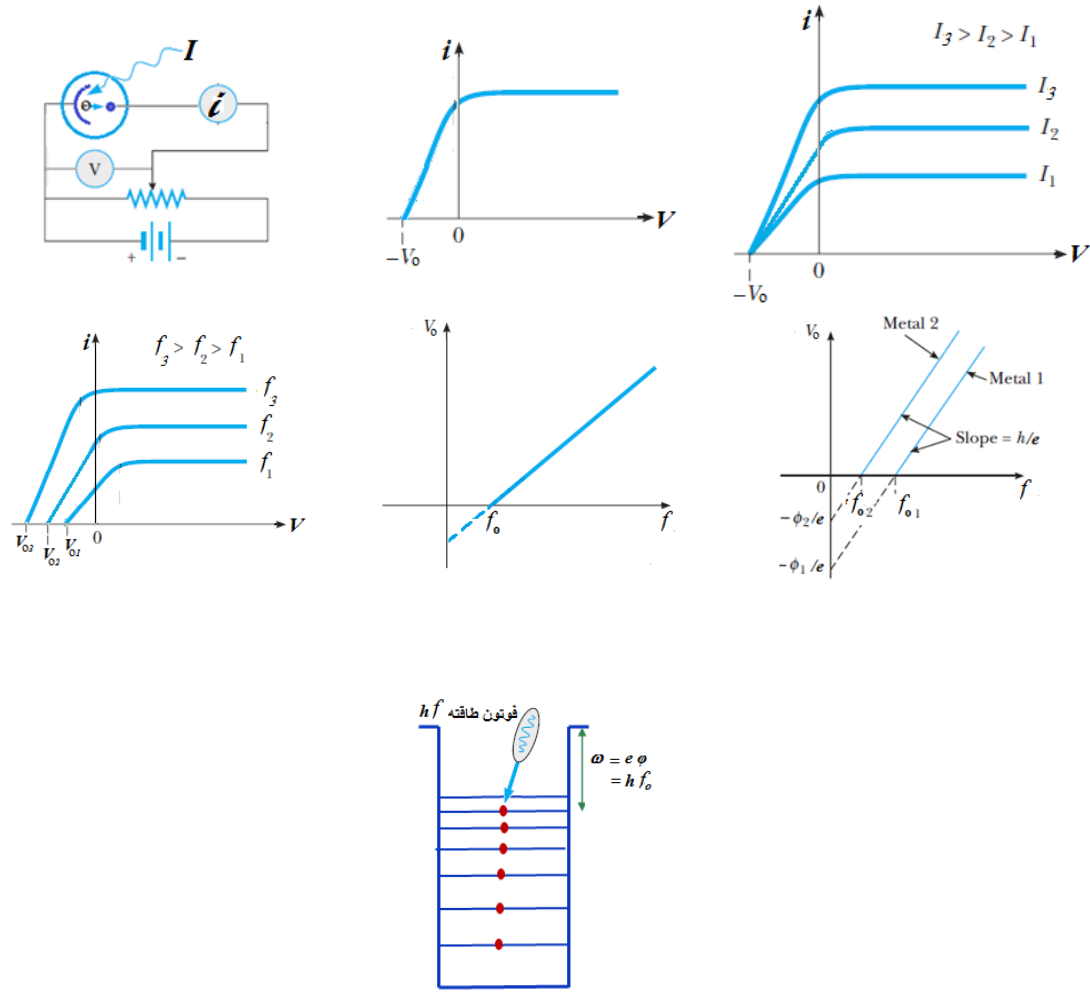 I
i
V
+ −
i
V
0
−V₀
i
I₃ > I₂ > I₁
I₃
I₂
I₁
V
0
−V₀
i
f₃ > f₂ > f₁
f₃
f₂
f₁
V
V₀₃ V₀₂ V₀₁ 0
V₀
f₀
f
V₀
Metal 2
Metal 1
Slope = h/e
0
f₀₂ f₀₁ f
−ϕ₂/e
−ϕ₁/e
hf فوتون طاقته
ω = e φ
= h f₀